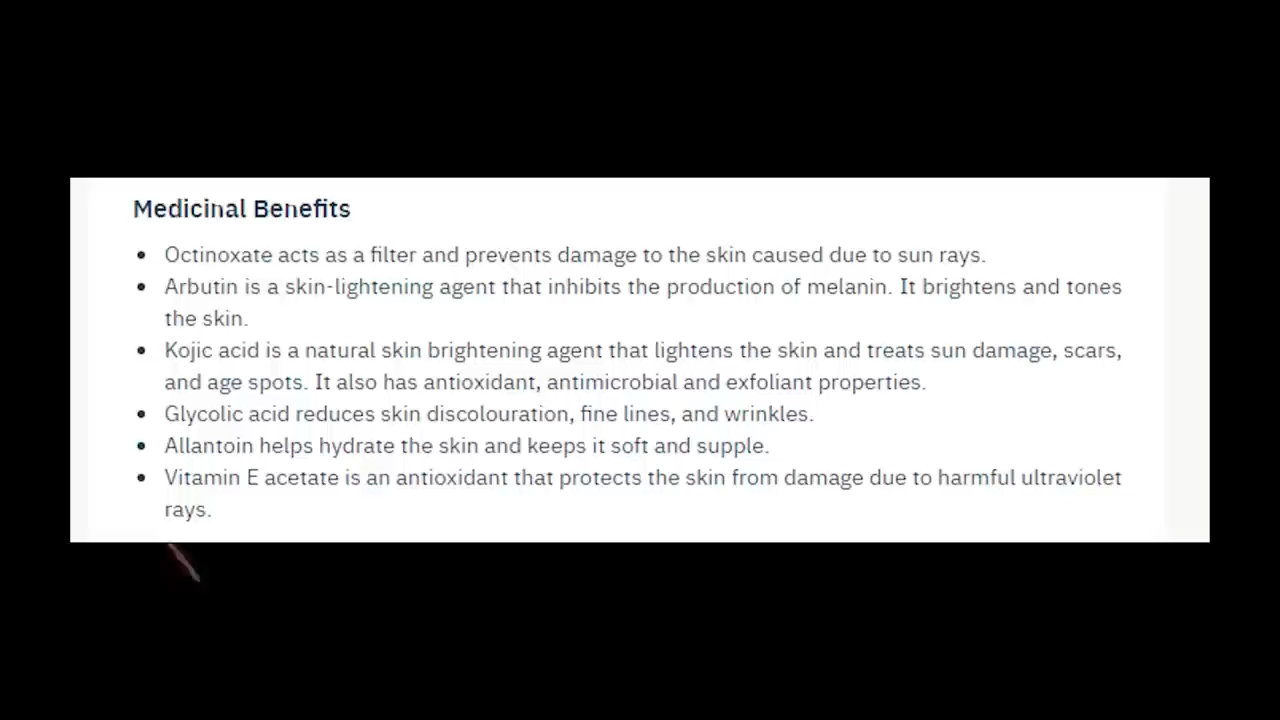 Medicinal Benefits
• Octinoxate acts as a filter and prevents damage to the skin caused due to sun rays.
• Arbutin is a skin-lightening agent that inhibits the production of melanin. It brightens and tones
the skin.
• Kojic acid is a natural skin brightening agent that lightens the skin and treats sun damage, scars,
and age spots. It also has antioxidant, antimicrobial and exfoliant properties.
• Glycolic acid reduces skin discolouration, fine lines, and wrinkles.
• Allantoin helps hydrate the skin and keeps it soft and supple.
• Vitamin E acetate is an antioxidant that protects the skin from damage due to harmful ultraviolet
rays.